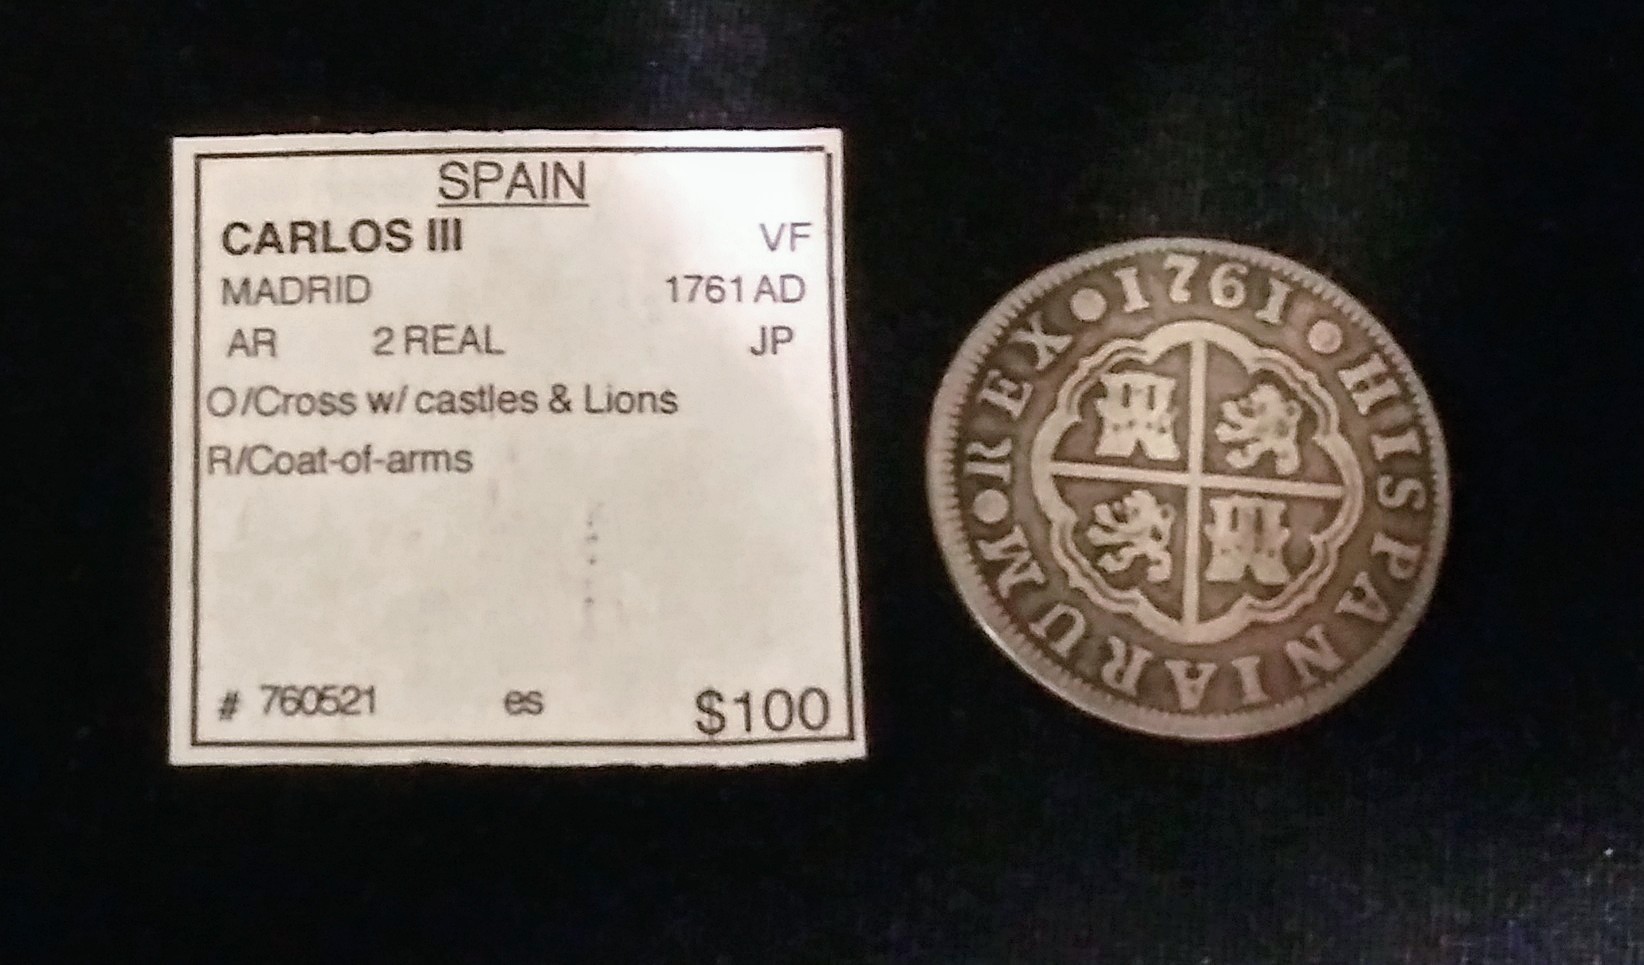 SPAIN
CARLOS III VF
MADRID 1761 AD
AR 2 REAL JP
O/Cross w/ castles & Lions
R/Coat-of-arms
# 760521 es $100
•1761•HISPANIARUM•REX